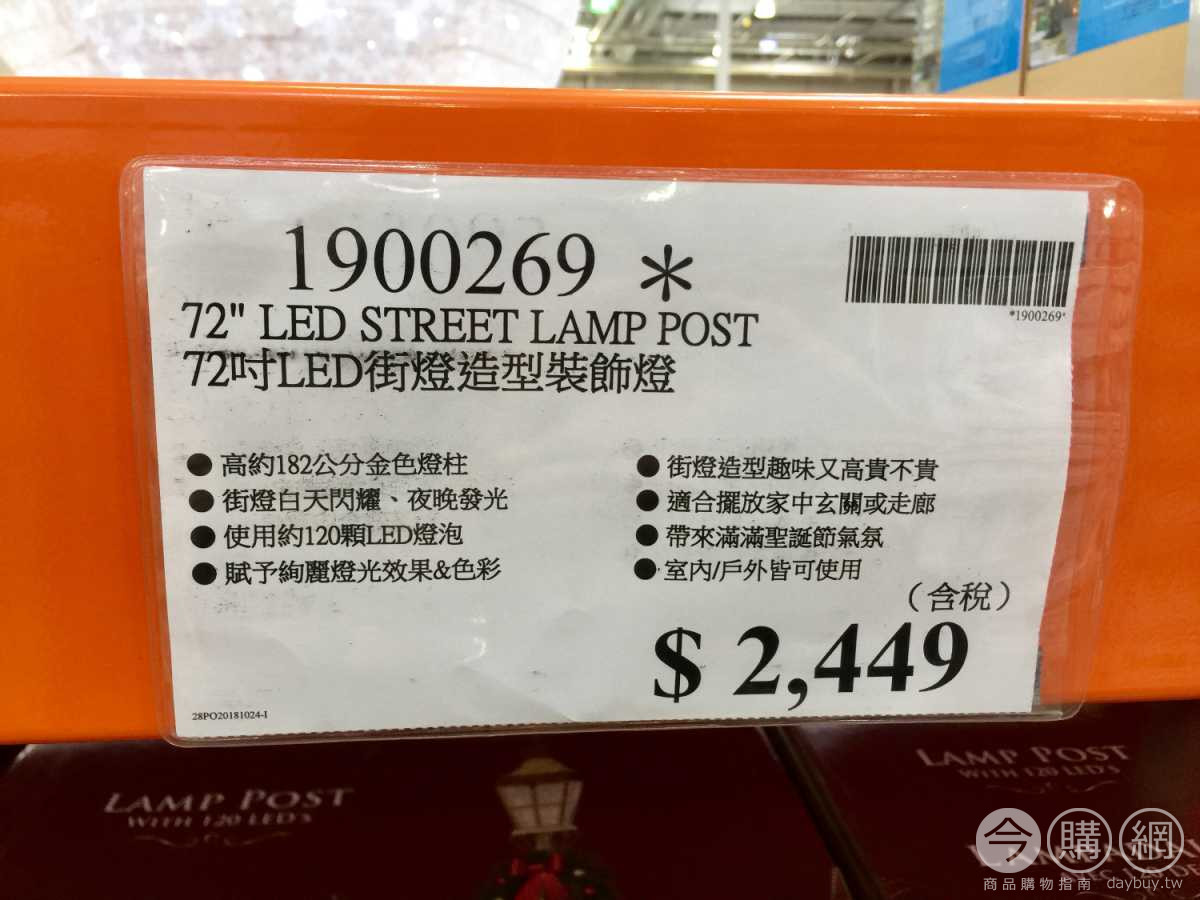 1900269 *
*1900269*
72" LED STREET LAMP POST
72吋LED街燈造型裝飾燈
● 高約182公分金色燈柱
● 街燈白天閃耀、夜晚發光
● 使用約120顆LED燈泡
● 賦予絢麗燈光效果&色彩
● 街燈造型趣味又高貴不貴
● 適合擺放家中玄關或走廊
● 帶來滿滿聖誕節氣氛
● 室內/戶外皆可使用
(含稅)
$ 2,449
28PO20181024-I
LAMP POST
WITH 120 LED'S
LAMP POST
WITH 120 LED'S
今購網
商品購物指南 daybuy.tw